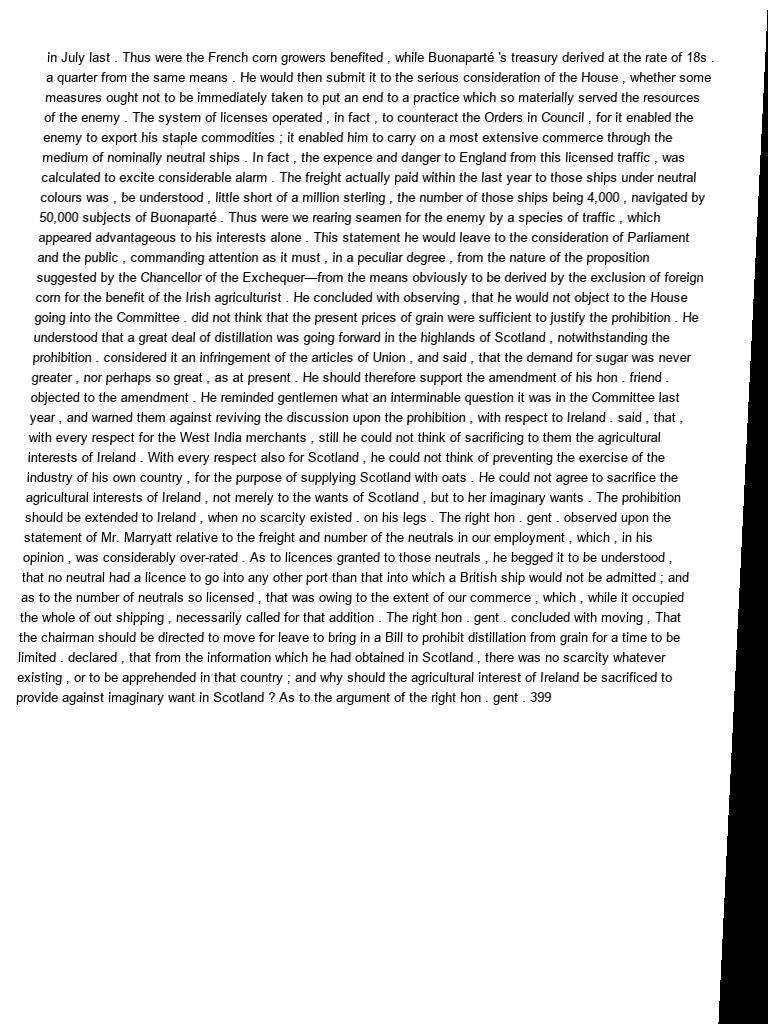 in July last . Thus were the French corn growers benefited , while Buonaparté 's treasury derived at the rate of 18s .
a quarter from the same means . He would then submit it to the serious consideration of the House , whether some
measures ought not to be immediately taken to put an end to a practice which so materially served the resources
of the enemy . The system of licenses operated , in fact , to counteract the Orders in Council , for it enabled the
enemy to export his staple commodities ; it enabled him to carry on a most extensive commerce through the
medium of nominally neutral ships . In fact , the expence and danger to England from this licensed traffic , was
calculated to excite considerable alarm . The freight actually paid within the last year to those ships under neutral
colours was , be understood , little short of a million sterling , the number of those ships being 4,000 , navigated by
50,000 subjects of Buonaparté . Thus were we rearing seamen for the enemy by a species of traffic , which
appeared advantageous to his interests alone . This statement he would leave to the consideration of Parliament
and the public , commanding attention as it must , in a peculiar degree , from the nature of the proposition
suggested by the Chancellor of the Exchequer—from the means obviously to be derived by the exclusion of foreign
corn for the benefit of the Irish agriculturist . He concluded with observing , that he would not object to the House
going into the Committee . did not think that the present prices of grain were sufficient to justify the prohibition . He
understood that a great deal of distillation was going forward in the highlands of Scotland , notwithstanding the
prohibition . considered it an infringement of the articles of Union , and said , that the demand for sugar was never
greater , nor perhaps so great , as at present . He should therefore support the amendment of his hon . friend .
objected to the amendment . He reminded gentlemen what an interminable question it was in the Committee last
year , and warned them against reviving the discussion upon the prohibition , with respect to Ireland . said , that ,
with every respect for the West India merchants , still he could not think of sacrificing to them the agricultural
interests of Ireland . With every respect also for Scotland , he could not think of preventing the exercise of the
industry of his own country , for the purpose of supplying Scotland with oats . He could not agree to sacrifice the
agricultural interests of Ireland , not merely to the wants of Scotland , but to her imaginary wants . The prohibition
should be extended to Ireland , when no scarcity existed . on his legs . The right hon . gent . observed upon the
statement of Mr. Marryatt relative to the freight and number of the neutrals in our employment , which , in his
opinion , was considerably over-rated . As to licences granted to those neutrals , he begged it to be understood ,
that no neutral had a licence to go into any other port than that into which a British ship would not be admitted ; and
as to the number of neutrals so licensed , that was owing to the extent of our commerce , which , while it occupied
the whole of out shipping , necessarily called for that addition . The right hon . gent . concluded with moving , That
the chairman should be directed to move for leave to bring in a Bill to prohibit distillation from grain for a time to be
limited . declared , that from the information which he had obtained in Scotland , there was no scarcity whatever
existing , or to be apprehended in that country ; and why should the agricultural interest of Ireland be sacrificed to
provide against imaginary want in Scotland ? As to the argument of the right hon . gent . 399